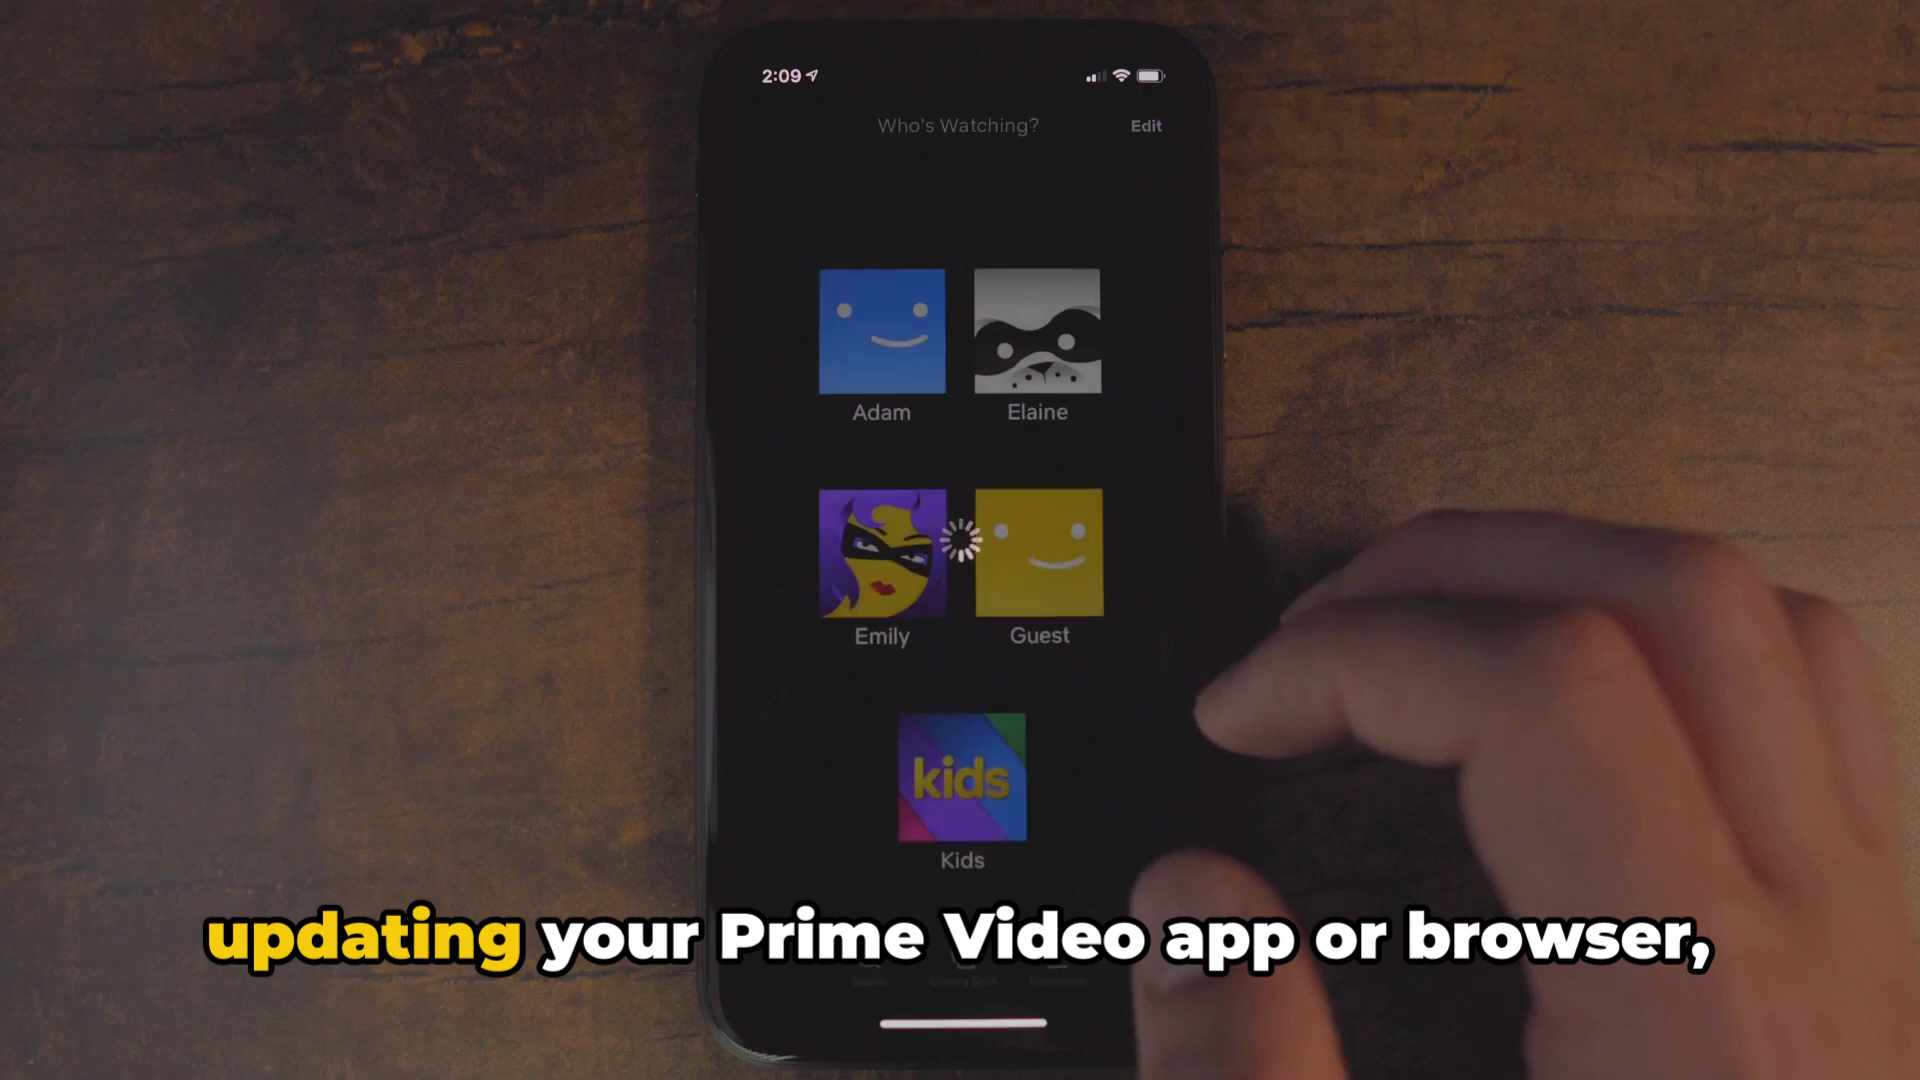 2:09
Who's Watching?
Edit
Adam
Elaine
Emily
Guest
kids
Kids
updating your Prime Video app or browser,